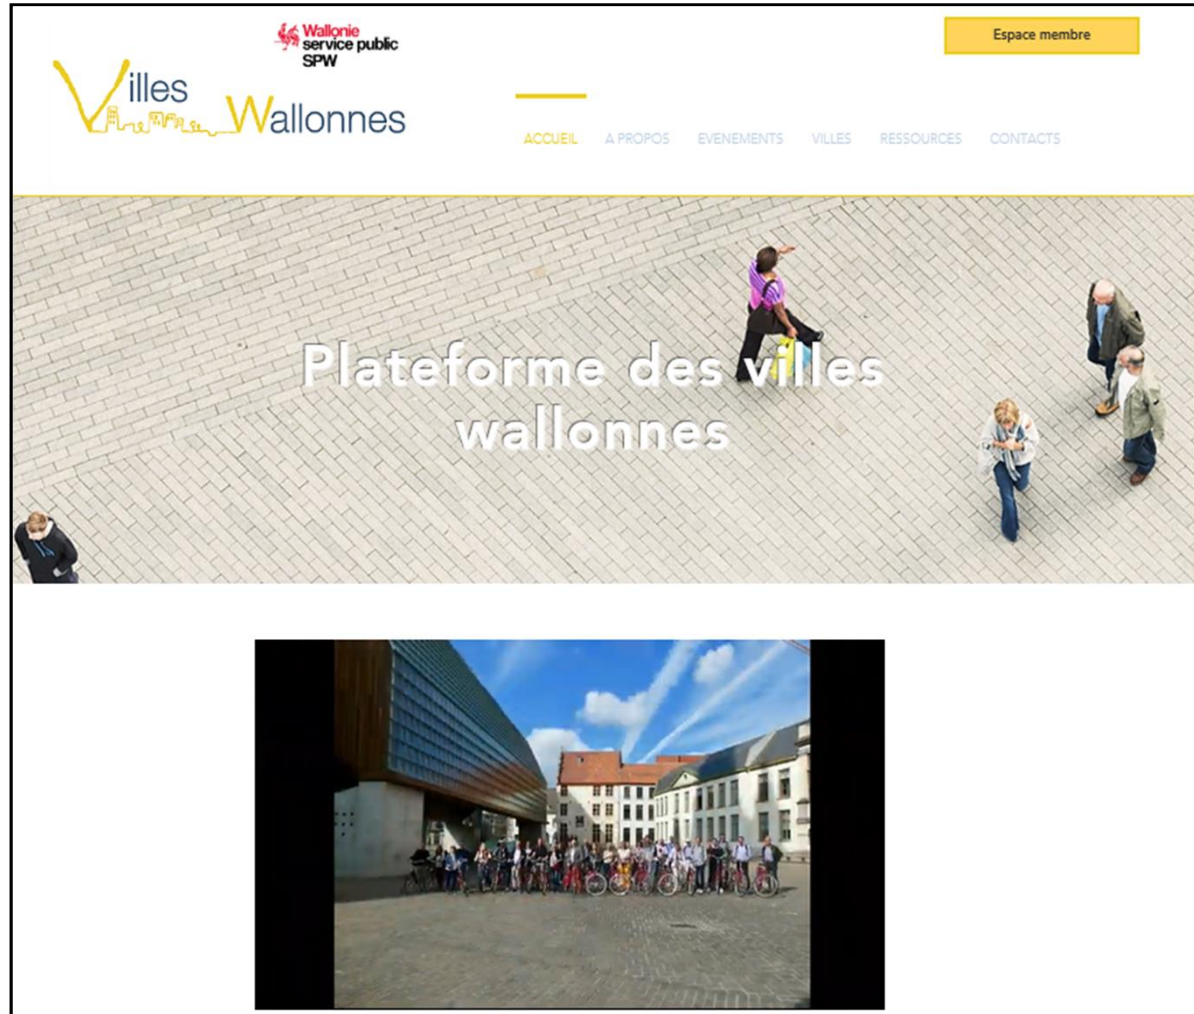 Wallonie
service public
SPW
Espace membre
Villes
Wallonnes
ACCUEIL A PROPOS EVENEMENTS VILLES RESSOURCES CONTACTS
Plateforme des villes
wallonnes